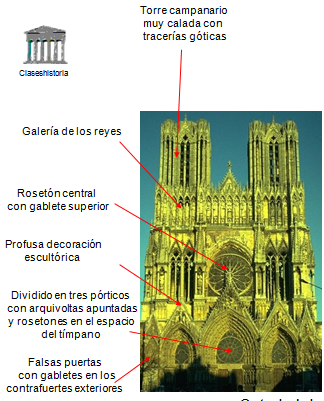 Torre campanario
muy calada con
tracerías góticas
Claseshistoria
Galería de los reyes
Rosetón central
con gablete superior
Profusa decoración
escultórica
Dividido en tres pórticos
con arquivoltas apuntadas
y rosetones en el espacio
del tímpano
Falsas puertas
con gabletes en los
contrafuertes exteriores